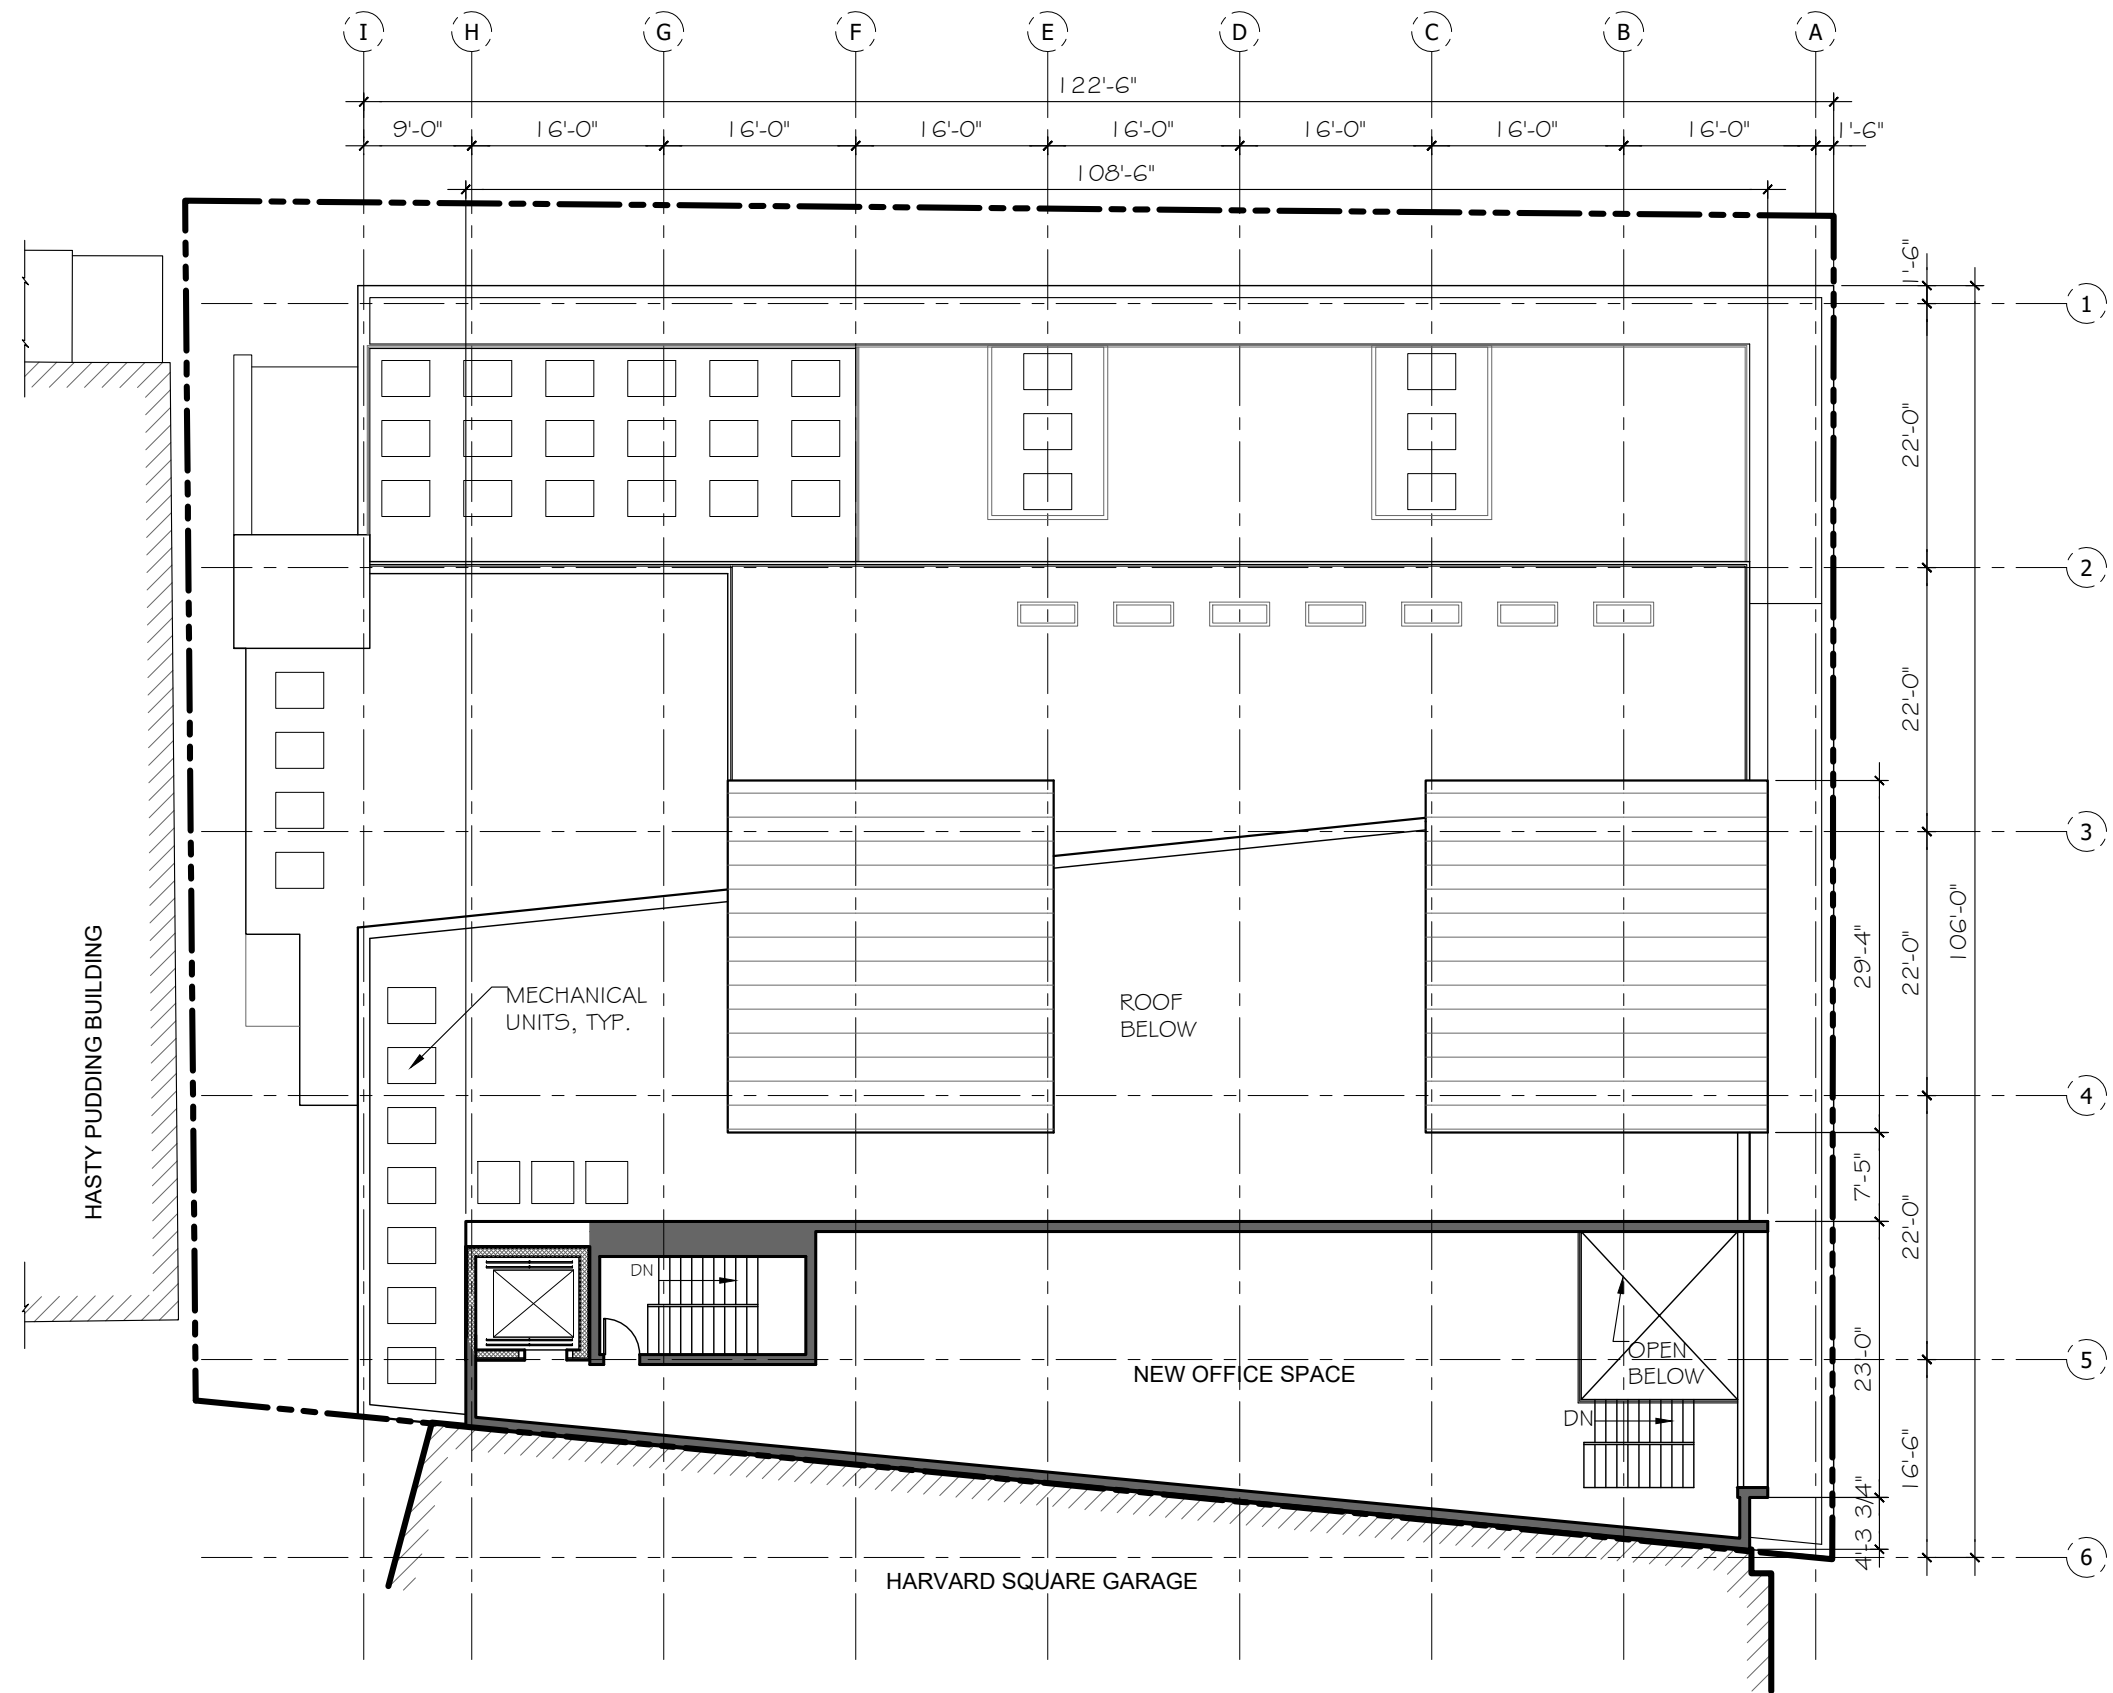 I H G F E D C B A
122'-6"
9'-0" 16'-0" 16'-0" 16'-0" 16'-0" 16'-0" 16'-0" 16'-0" 1'-6"
108'-6"
1'-6"
1
22'-0"
2
22'-0"
3
29'-4"
22'-0"
106'-0"
HASTY PUDDING BUILDING
MECHANICAL
UNITS, TYP.
ROOF
BELOW
4
7'-5"
22'-0"
DN
NEW OFFICE SPACE
OPEN
BELOW
DN
23'-0"
5
16'-6"
4'-3 3/4"
6
HARVARD SQUARE GARAGE